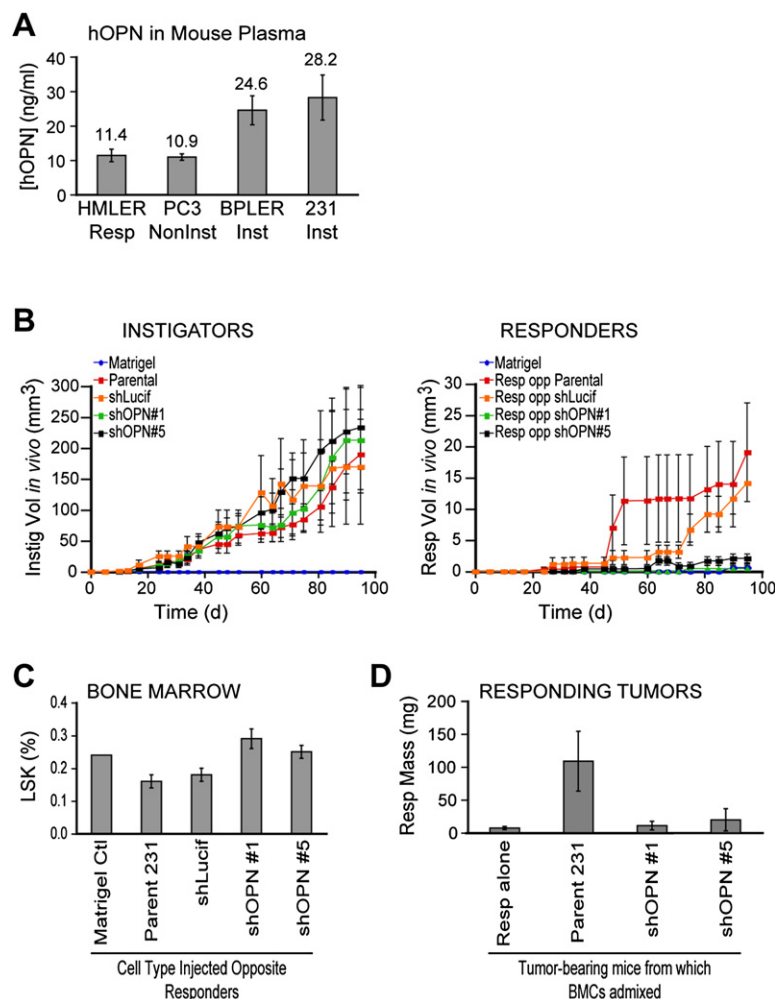 A
hOPN in Mouse Plasma
[hOPN] (ng/ml)
40
30
20
10
0
11.4
10.9
24.6
28.2
HMLER PC3 BPLER 231
Resp NonInst Inst Inst
B
INSTIGATORS
Matrigel
Parental
shLucif
shOPN#1
shOPN#5
Instig Vol in vivo (mm3)
300
250
200
150
100
50
0
0 20 40 60 80 100
Time (d)
RESPONDERS
Matrigel
Resp opp Parental
Resp opp shLucif
Resp opp shOPN#1
Resp opp shOPN#5
Resp Vol in vivo (mm3)
30
25
20
15
10
5
0
0 20 40 60 80 100
Time (d)
C
BONE MARROW
LSK (%)
0.4
0.3
0.2
0.1
0.0
Matrigel Ctl
Parent 231
shLucif
shOPN #1
shOPN #5
Cell Type Injected Opposite
Responders
D
RESPONDING TUMORS
Resp Mass (mg)
200
150
100
50
0
Resp alone
Parent 231
shOPN #1
shOPN #5
Tumor-bearing mice from which
BMCs admixed